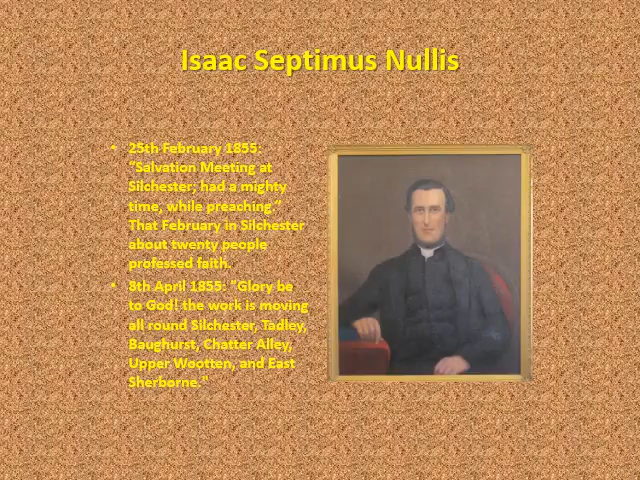 Isaac Septimus Nullis
• 25th February 1855:
"Salvation Meeting at
Silchester; had a mighty
time, while preaching."
That February in Silchester
about twenty people
professed faith.
• 8th April 1855: "Glory be
to God! the work is moving
all round Silchester, Tadley,
Baughurst, Chatter Alley,
Upper Wootten, and East
Sherborne."